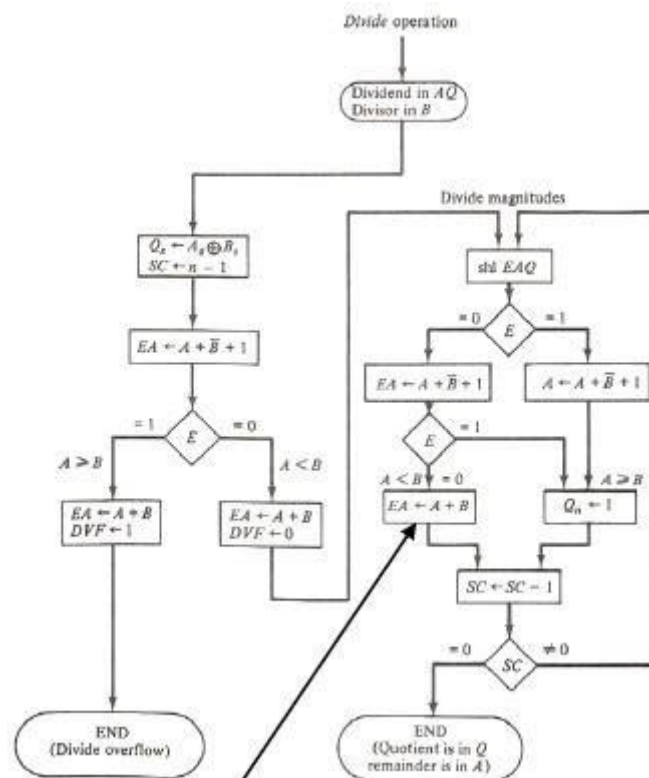 Divide operation
Dividend in AQ
Divisor in B
Divide magnitudes
Qₛ ← Aₛ ⊕ Bₛ
SC ← n − 1
EA ← A + B̅ + 1
E
= 1
= 0
A ≥ B
A < B
EA ← A + B
DVF ← 1
EA ← A + B
DVF ← 0
END
(Divide overflow)
shl EAQ
= 0
E
= 1
EA ← A + B̅ + 1
A ← A + B̅ + 1
E
= 1
A < B
= 0
A ≥ B
EA ← A + B
Qₙ ← 1
SC ← SC − 1
= 0
SC
≠ 0
END
(Quotient is in Q
remainder is in A)